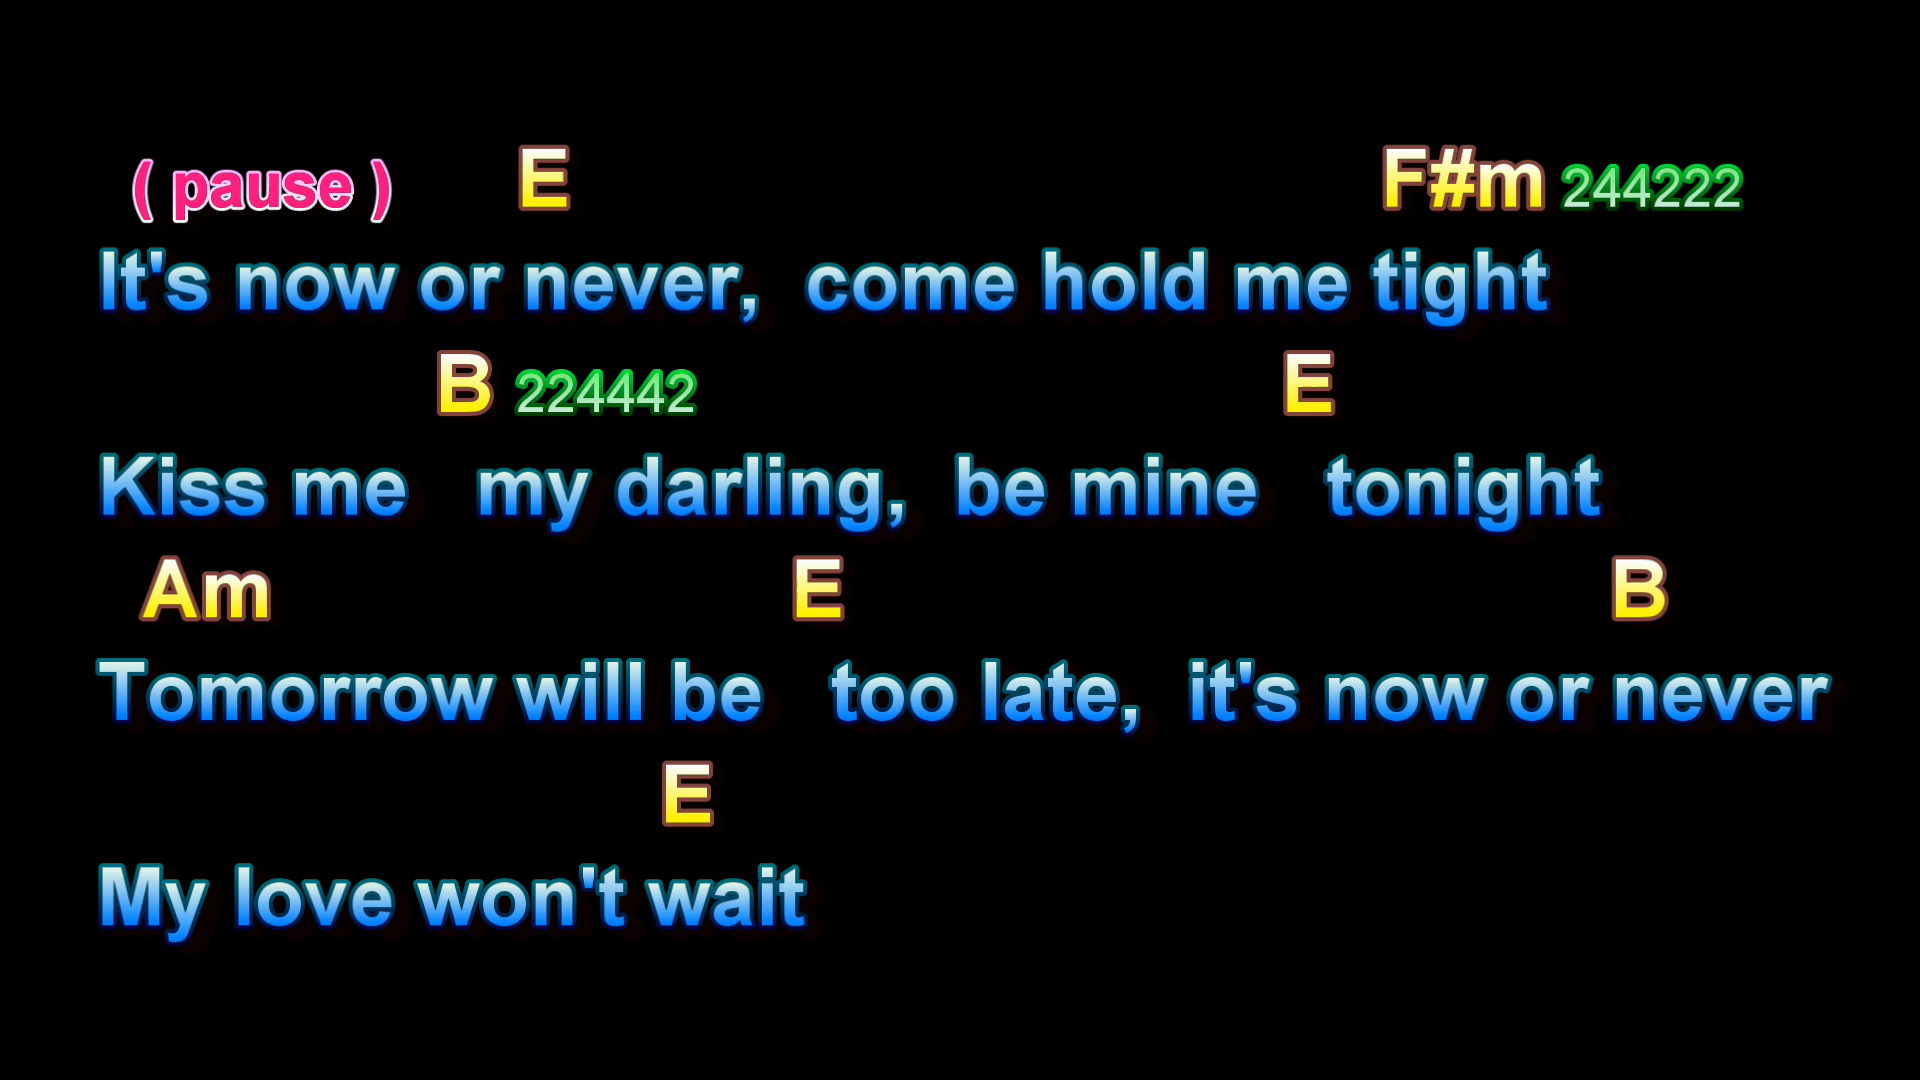 ( pause ) E F#m 244222
It's now or never, come hold me tight
B 224442 E
Kiss me my darling, be mine tonight
Am E B
Tomorrow will be too late, it's now or never
E
My love won't wait